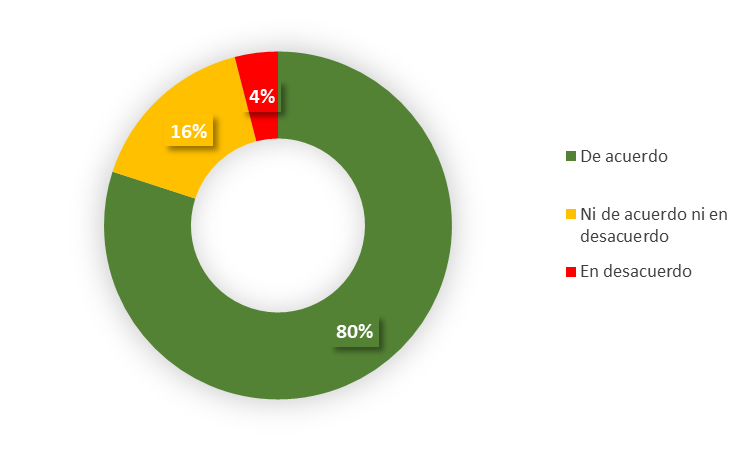 4%
16%
80%
De acuerdo
Ni de acuerdo ni en
desacuerdo
En desacuerdo